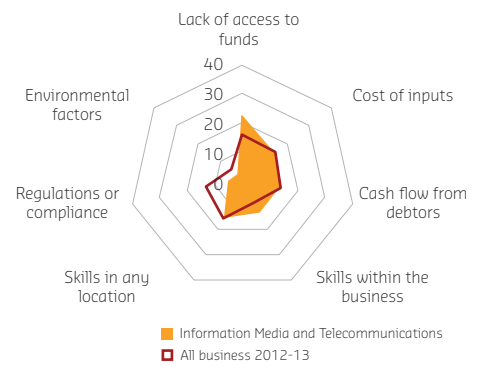 Lack of access to
funds
40
30
20
10
0
Cost of inputs
Cash flow from
debtors
Skills within the
business
Skills in any
location
Regulations or
compliance
Environmental
factors
Information Media and Telecommunications
All business 2012-13